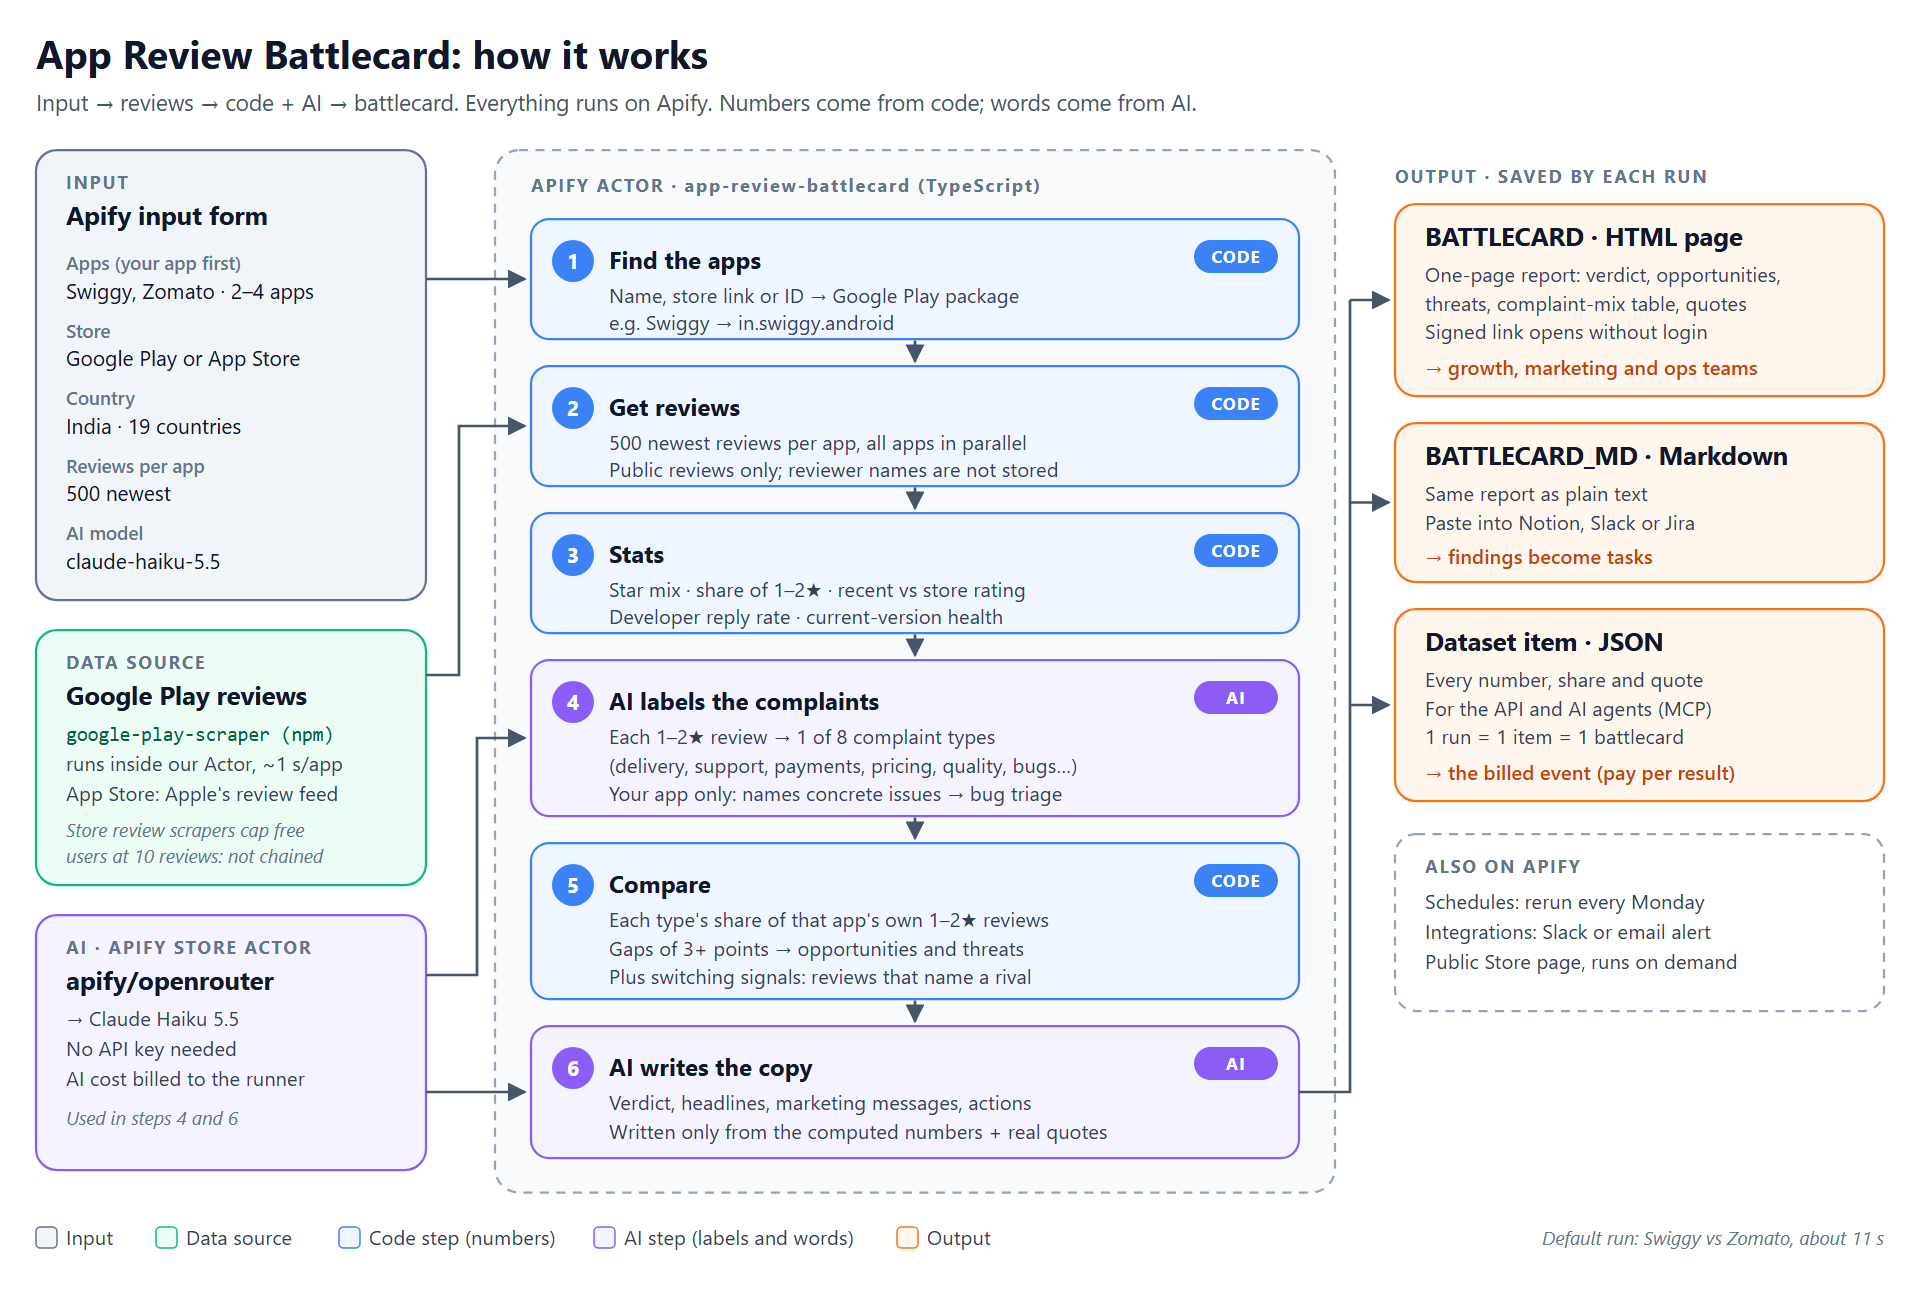 App Review Battlecard: how it works
Input → reviews → code + AI → battlecard. Everything runs on Apify. Numbers come from code; words come from AI.
INPUT
Apify input form
Apps (your app first)
Swiggy, Zomato · 2–4 apps
Store
Google Play or App Store
Country
India · 19 countries
Reviews per app
500 newest
AI model
claude-haiku-5.5
DATA SOURCE
Google Play reviews
google-play-scraper (npm)
runs inside our Actor, ~1 s/app
App Store: Apple's review feed
Store review scrapers cap free
users at 10 reviews: not chained
AI · APIFY STORE ACTOR
apify/openrouter
→ Claude Haiku 5.5
No API key needed
AI cost billed to the runner
Used in steps 4 and 6
APIFY ACTOR · app-review-battlecard (TypeScript)
1
Find the apps
CODE
Name, store link or ID → Google Play package
e.g. Swiggy → in.swiggy.android
2
Get reviews
CODE
500 newest reviews per app, all apps in parallel
Public reviews only; reviewer names are not stored
3
Stats
CODE
Star mix · share of 1–2★ · recent vs store rating
Developer reply rate · current-version health
4
AI labels the complaints
AI
Each 1–2★ review → 1 of 8 complaint types
(delivery, support, payments, pricing, quality, bugs…)
Your app only: names concrete issues → bug triage
5
Compare
CODE
Each type's share of that app's own 1–2★ reviews
Gaps of 3+ points → opportunities and threats
Plus switching signals: reviews that name a rival
6
AI writes the copy
AI
Verdict, headlines, marketing messages, actions
Written only from the computed numbers + real quotes
OUTPUT · SAVED BY EACH RUN
BATTLECARD · HTML page
One-page report: verdict, opportunities,
threats, complaint-mix table, quotes
Signed link opens without login
→ growth, marketing and ops teams
BATTLECARD_MD · Markdown
Same report as plain text
Paste into Notion, Slack or Jira
→ findings become tasks
Dataset item · JSON
Every number, share and quote
For the API and AI agents (MCP)
1 run = 1 item = 1 battlecard
→ the billed event (pay per result)
ALSO ON APIFY
Schedules: rerun every Monday
Integrations: Slack or email alert
Public Store page, runs on demand
Input
Data source
Code step (numbers)
AI step (labels and words)
Output
Default run: Swiggy vs Zomato, about 11 s